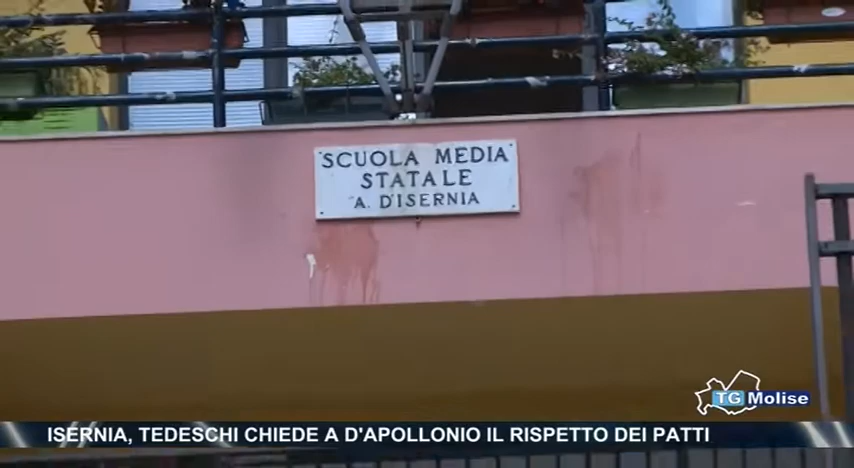 SCUOLA MEDIA
STATALE
"A. D'ISERNIA
TG Molise
ISERNIA, TEDESCHI CHIEDE A D'APOLLONIO IL RISPETTO DEI PATTI